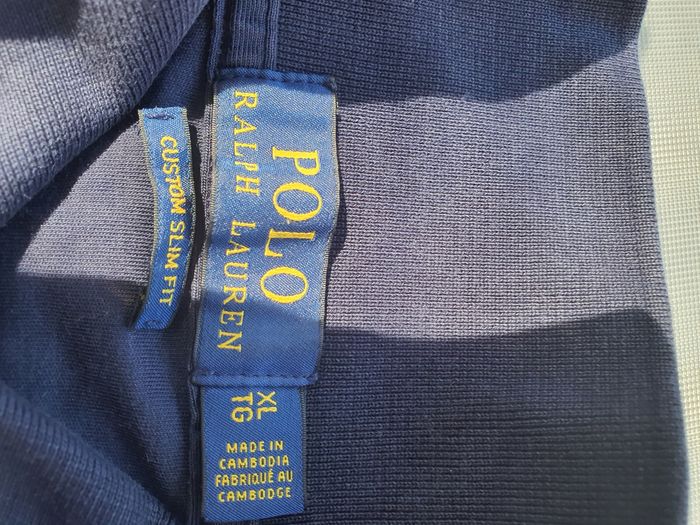 POLO
RALPH LAUREN
CUSTOM SLIM FIT
XL
TG
MADE IN
CAMBODIA
FABRIQUÉ AU
CAMBODGE